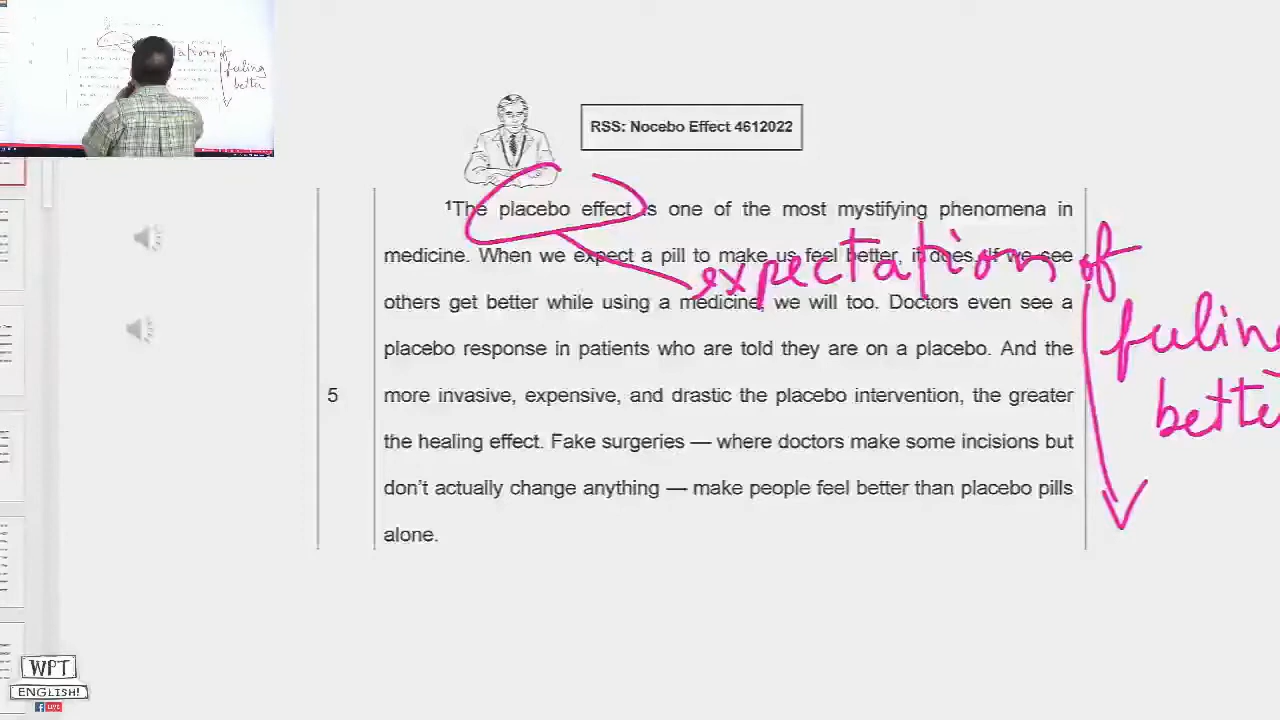 RSS: Nocebo Effect 4612022
¹The placebo effect is one of the most mystifying phenomena in
medicine. When we expect a pill to make us feel better, it does. If we see
others get better while using a medicine, we will too. Doctors even see a
placebo response in patients who are told they are on a placebo. And the
5 more invasive, expensive, and drastic the placebo intervention, the greater
the healing effect. Fake surgeries — where doctors make some incisions but
don't actually change anything — make people feel better than placebo pills
alone.
expectation of
fuling
better
WPT
ENGLISH!
LIVE